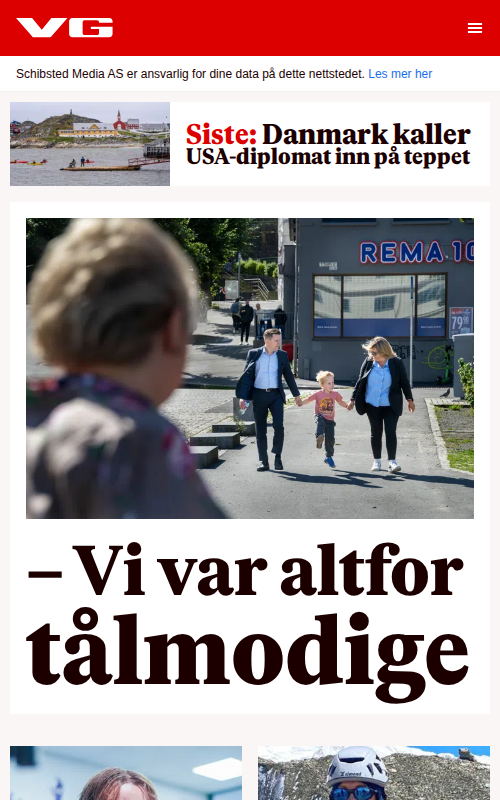 VG
Schibsted Media AS er ansvarlig for dine data på dette nettstedet. Les mer her
Siste: Danmark kaller
USA-diplomat inn på teppet
REMA 10
79
– Vi var altfor
tålmodige